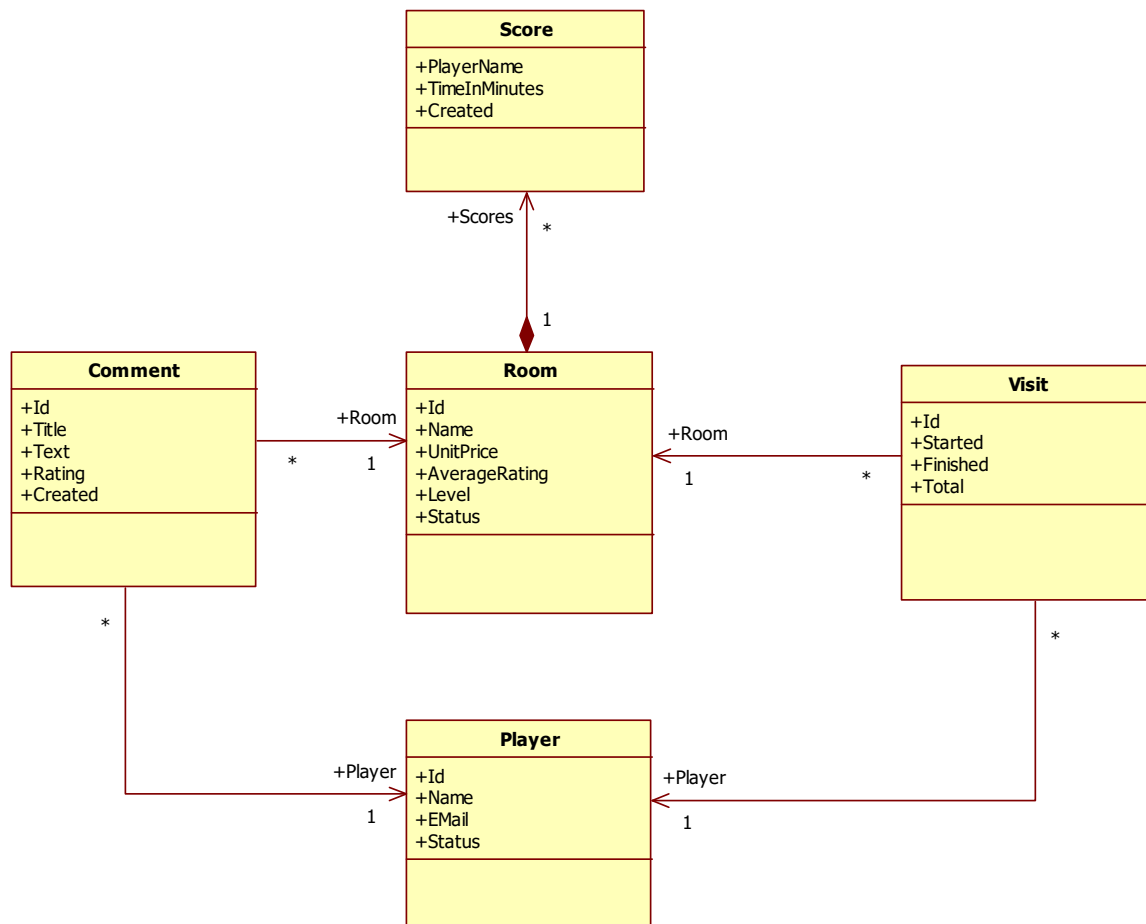 Score
+PlayerName
+TimeInMinutes
+Created
+Scores
*
1
Comment
+Id
+Title
+Text
+Rating
+Created
+Room
*
1
Room
+Id
+Name
+UnitPrice
+AverageRating
+Level
+Status
+Room
1
*
Visit
+Id
+Started
+Finished
+Total
*
*
+Player
1
Player
+Id
+Name
+EMail
+Status
+Player
1